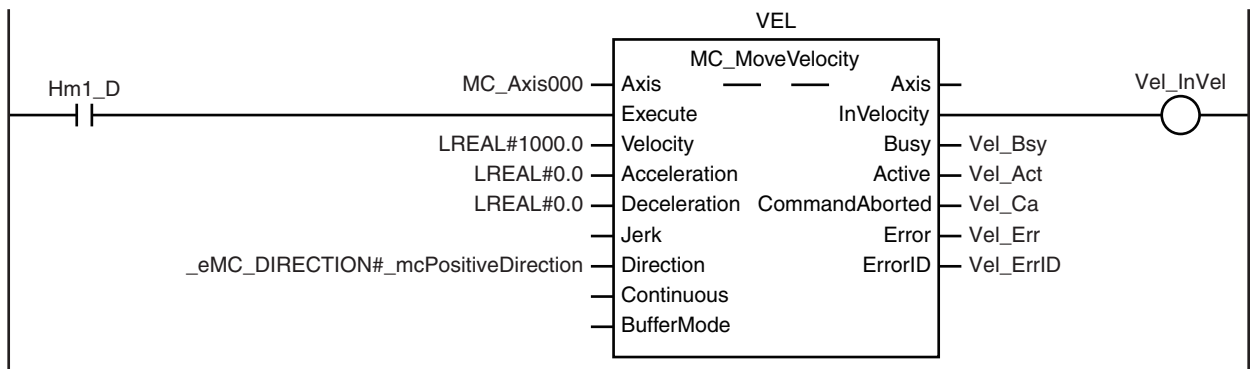 VEL
MC_MoveVelocity
MC_Axis000 Axis Axis
Hm1_D Execute InVelocity Vel_InVel
LREAL#1000.0 Velocity Busy Vel_Bsy
LREAL#0.0 Acceleration Active Vel_Act
LREAL#0.0 Deceleration CommandAborted Vel_Ca
Jerk Error Vel_Err
_eMC_DIRECTION#_mcPositiveDirection Direction ErrorID Vel_ErrID
Continuous
BufferMode